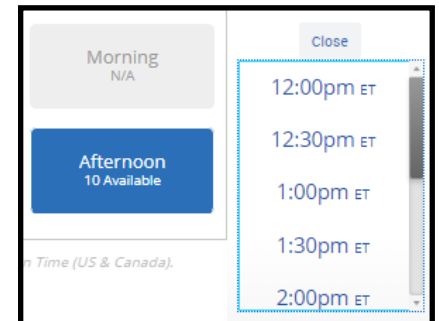 Morning
N/A
Afternoon
10 Available
n Time (US & Canada).
Close
12:00pm ET
12:30pm ET
1:00pm ET
1:30pm ET
2:00pm ET